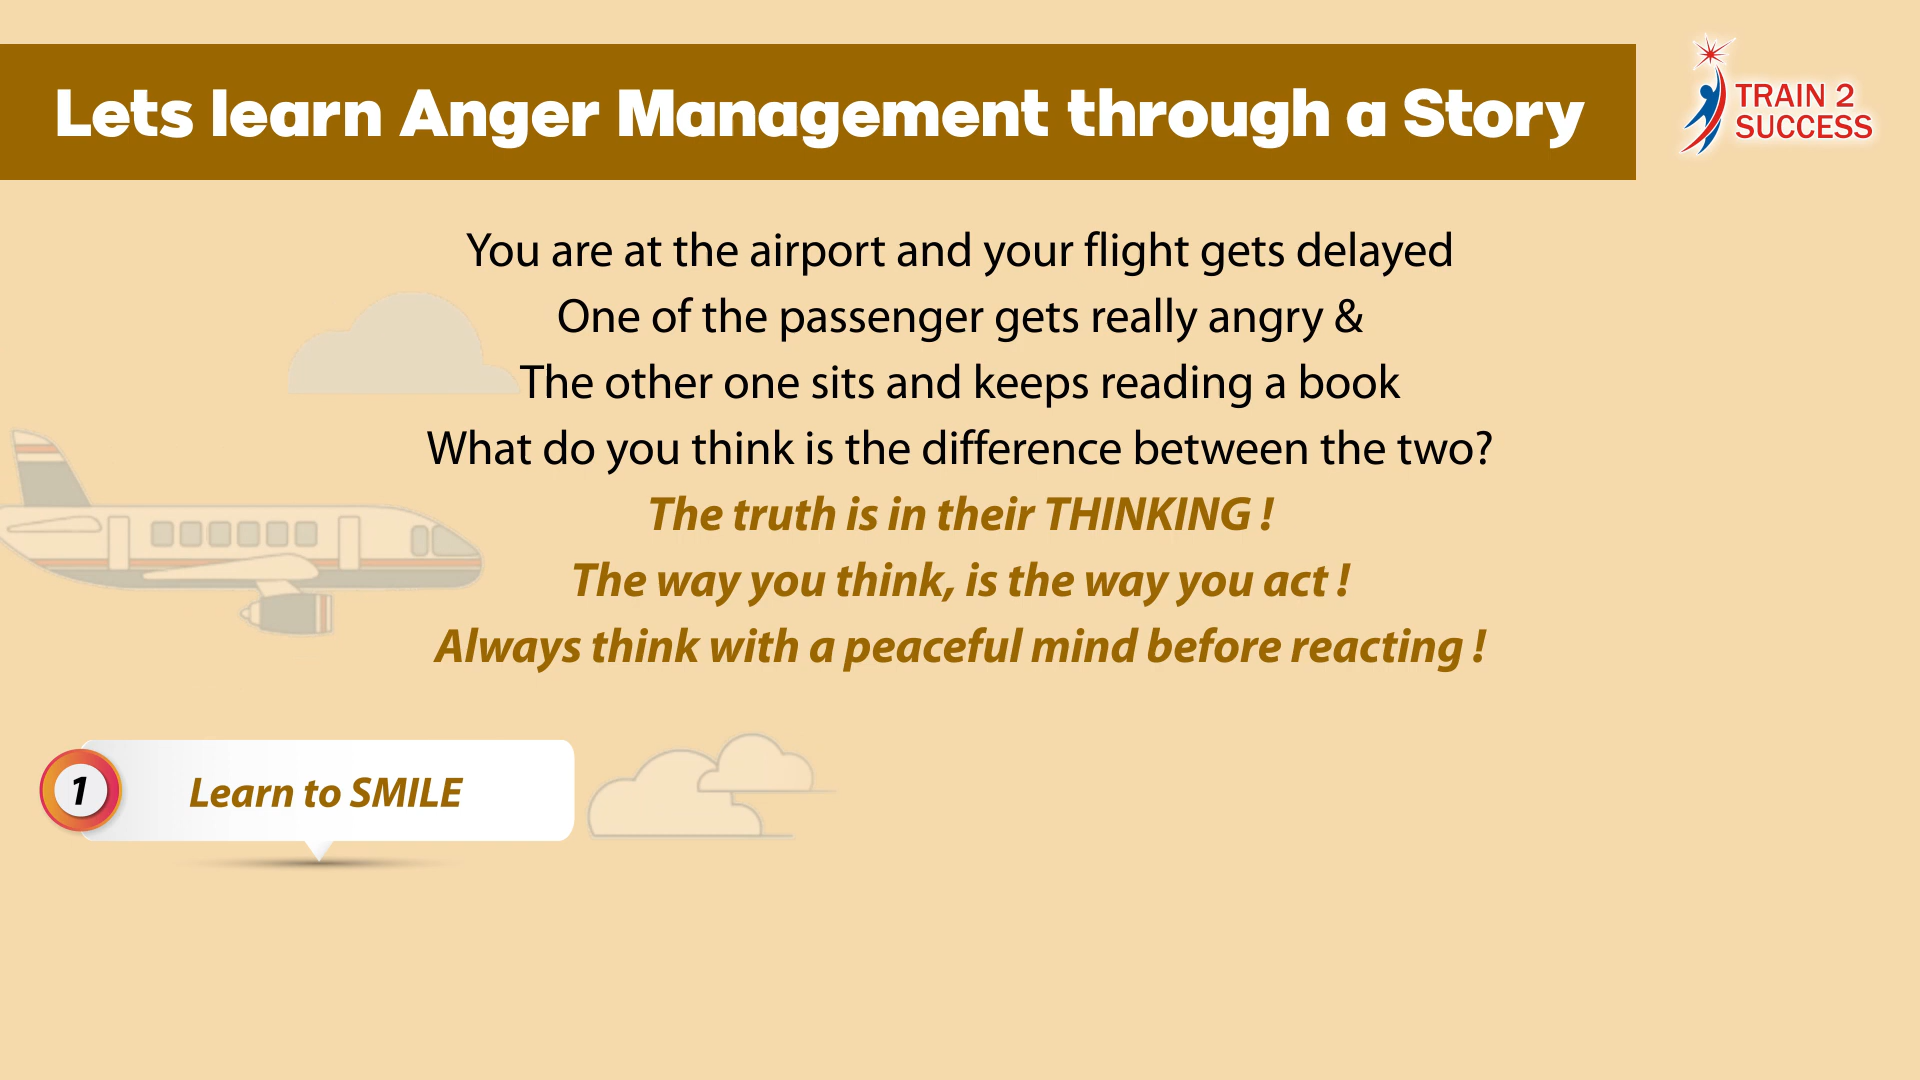 Lets learn Anger Management through a Story
TRAIN 2
SUCCESS
You are at the airport and your flight gets delayed
One of the passenger gets really angry &
The other one sits and keeps reading a book
What do you think is the difference between the two?
The truth is in their THINKING !
The way you think, is the way you act !
Always think with a peaceful mind before reacting !
1
Learn to SMILE